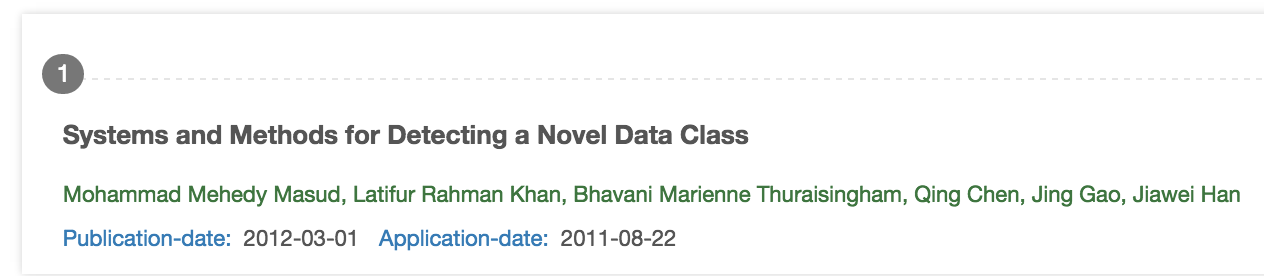 1
Systems and Methods for Detecting a Novel Data Class
Mohammad Mehedy Masud, Latifur Rahman Khan, Bhavani Marienne Thuraisingham, Qing Chen, Jing Gao, Jiawei Han
Publication-date: 2012-03-01 Application-date: 2011-08-22